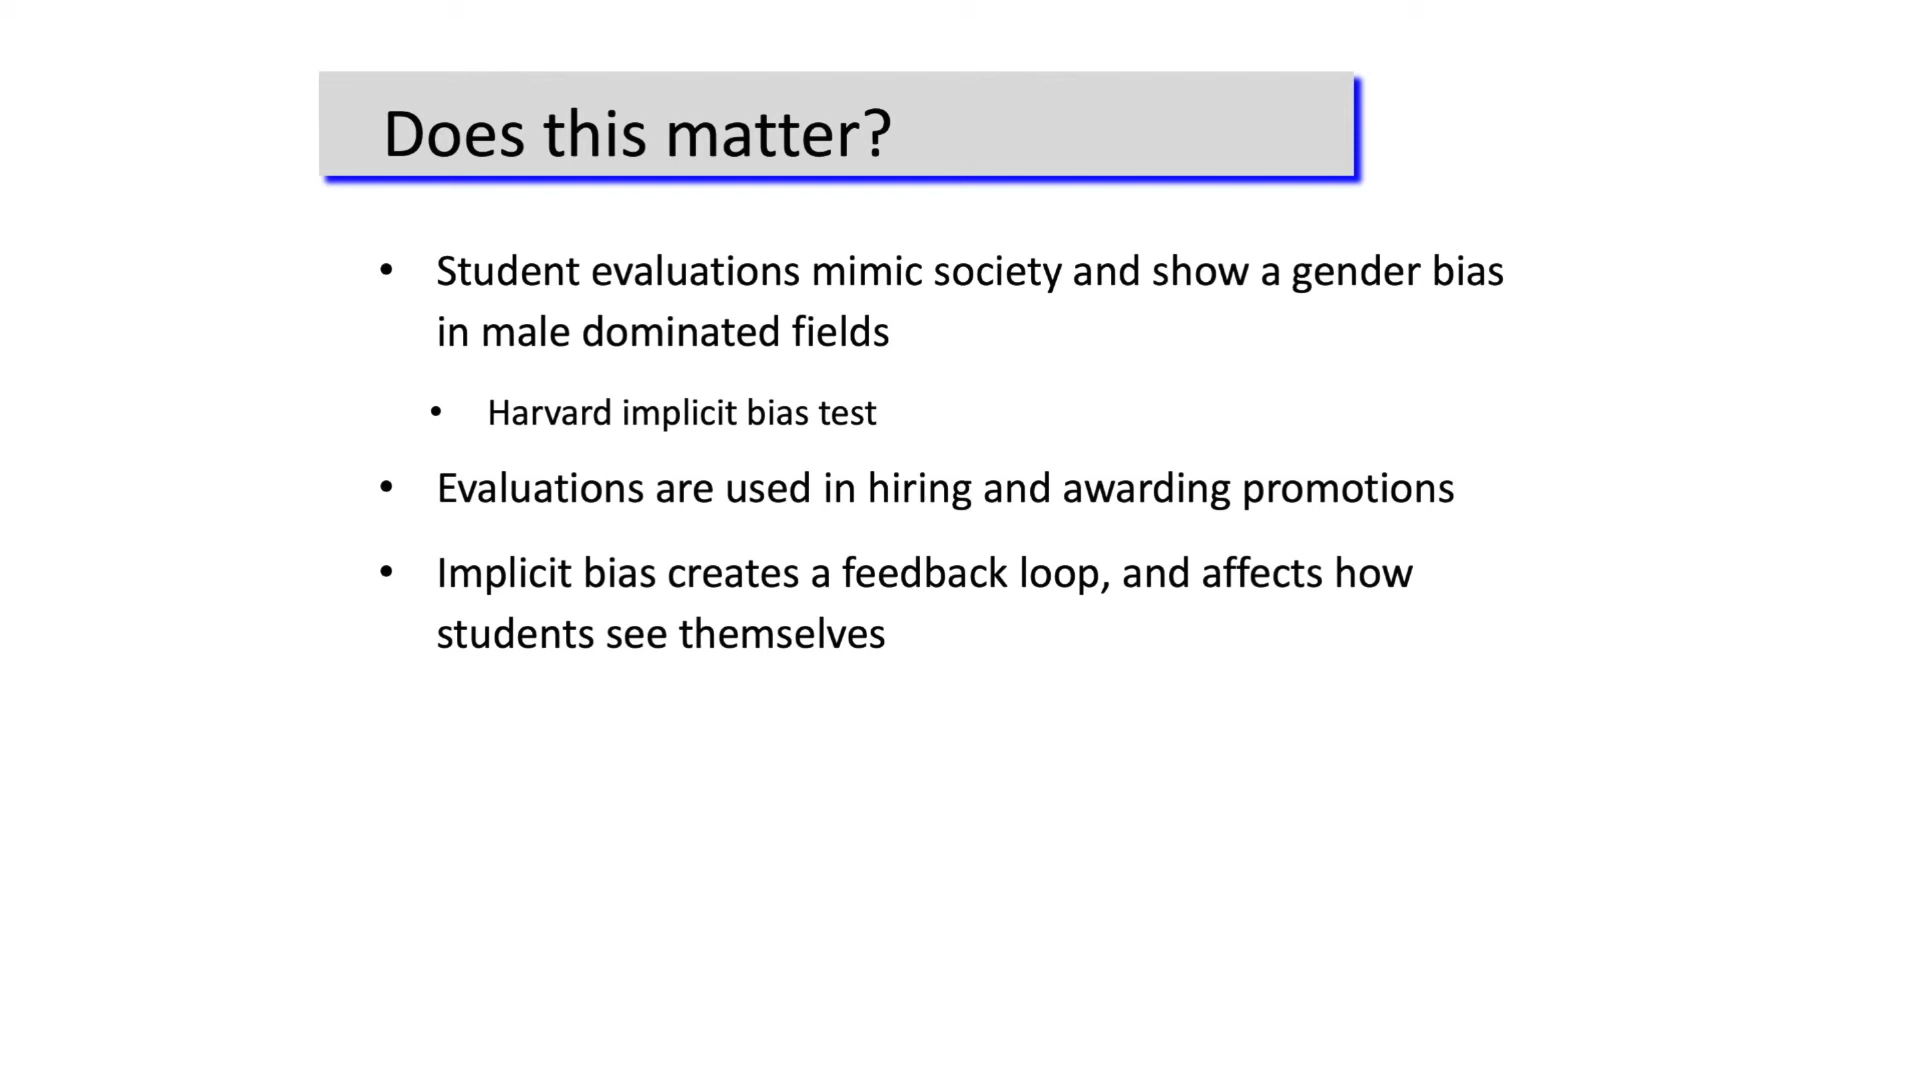 Does this matter?
• Student evaluations mimic society and show a gender bias
in male dominated fields
• Harvard implicit bias test
• Evaluations are used in hiring and awarding promotions
• Implicit bias creates a feedback loop, and affects how
students see themselves